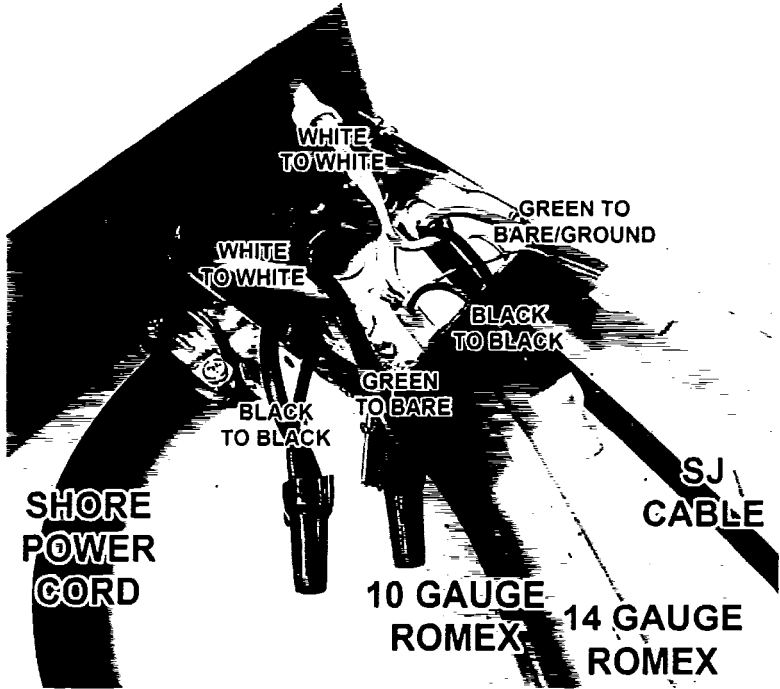 WHITE
TO WHITE
GREEN TO
BARE/GROUND
WHITE
TO WHITE
BLACK
TO BLACK
GREEN
TO BARE
BLACK
TO BLACK
SHORE
POWER
CORD
SJ
CABLE
10 GAUGE
ROMEX
14 GAUGE
ROMEX